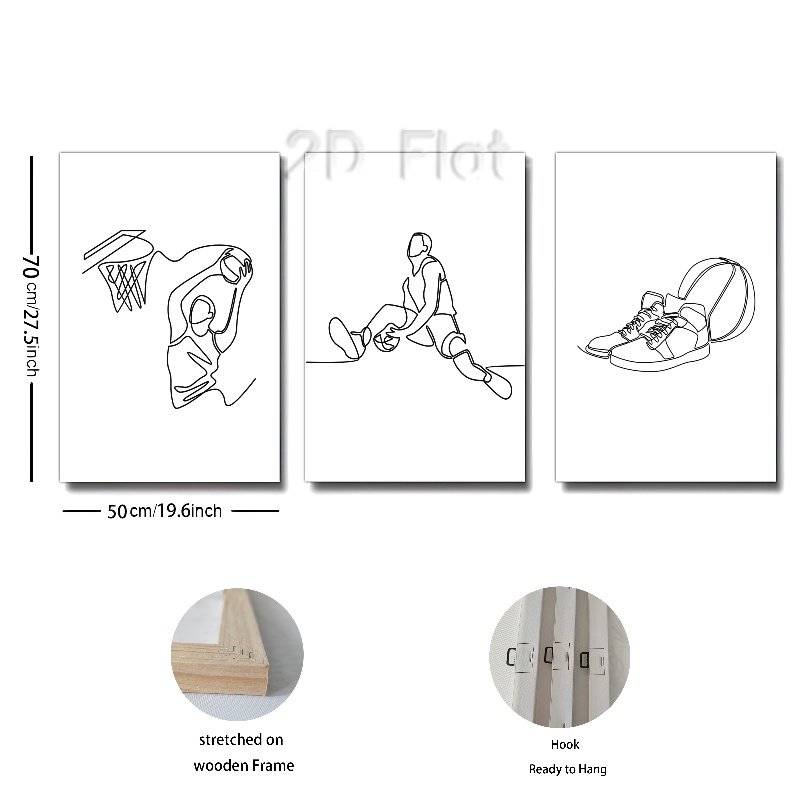 2D Flat
70 cm/27.5inch
50cm/19.6inch
stretched on
wooden Frame
Hook
Ready to Hang